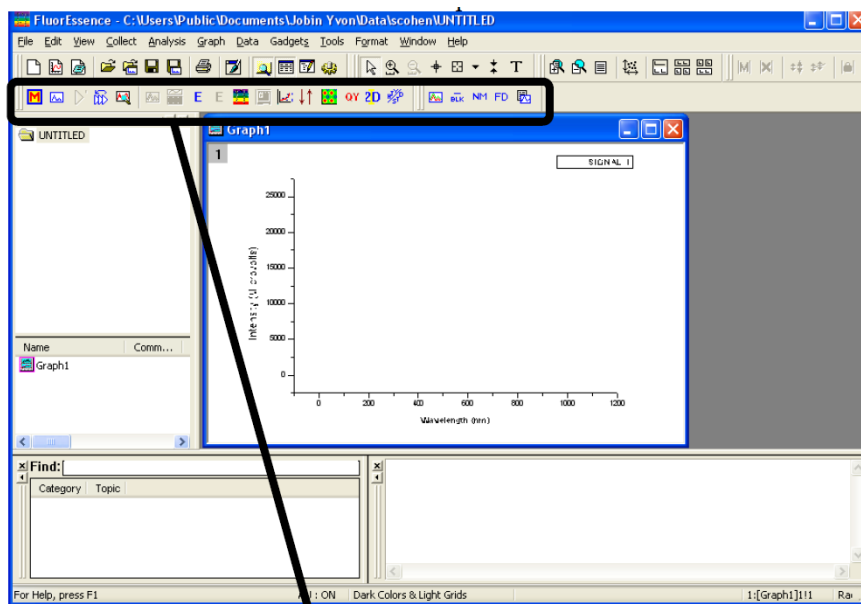 FluorEssence - C:\Users\Public\Documents\Jobin Yvon\Data\scohen\UNTITLED
File Edit View Collect Analysis Graph Data Gadgets Tools Format Window Help
T
M
E E QY 2D BLK NM FD
UNTITLED
Graph1
1
SIGNAL 1
25000
20000
15000
10000
5000
0
Intensity (Microvolts)
0 200 400 600 800 1000 1200
Wavelength (nm)
Name Comm...
Graph1
Find:
Category Topic
For Help, press F1
: ON
Dark Colors & Light Grids
1:[Graph1]1!1